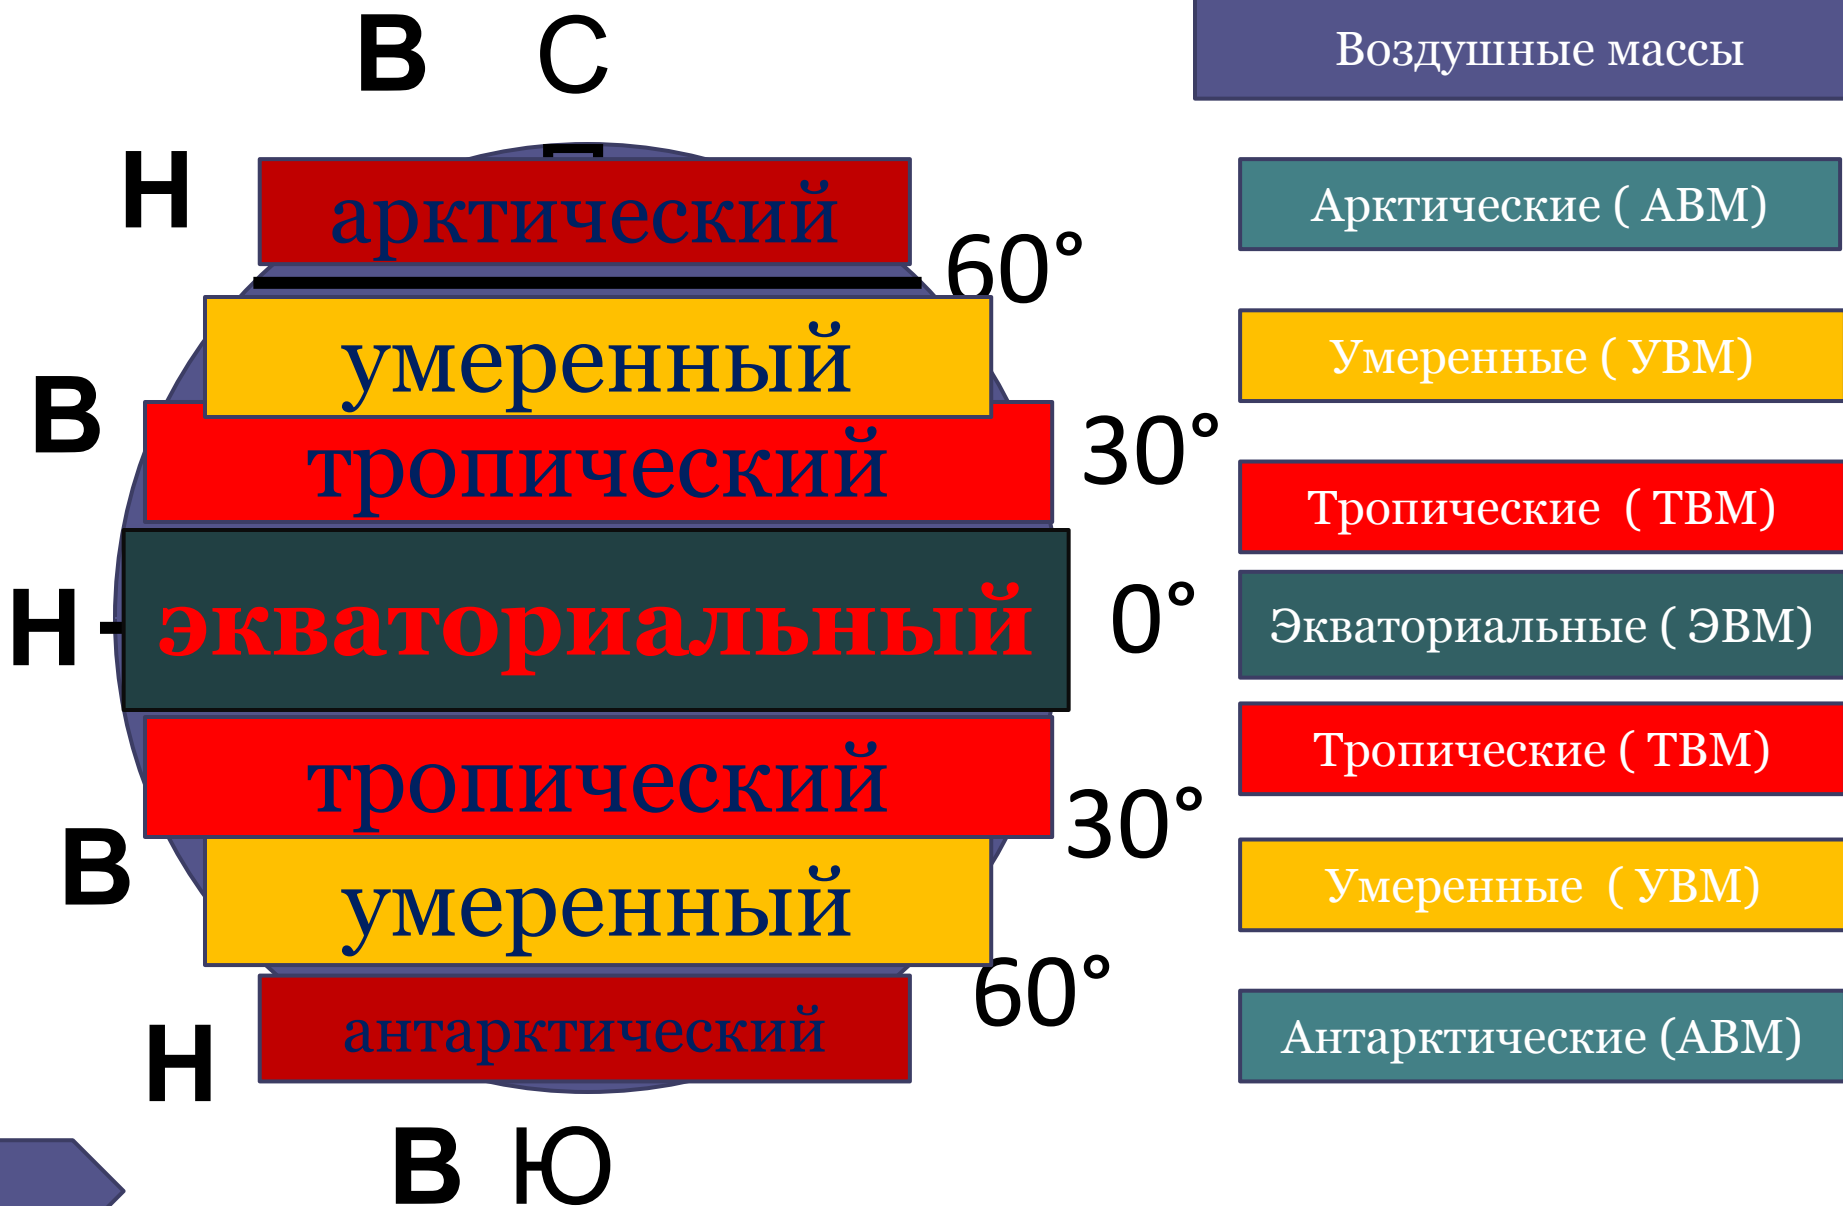 В С
Воздушные массы
Н
арктический
Арктические ( АВМ)
60°
умеренный
Умеренные ( УВМ)
В
тропический
30°
Тропические ( ТВМ)
Н
экваториальный
0°
Экваториальные ( ЭВМ)
тропический
Тропические ( ТВМ)
30°
В
умеренный
Умеренные ( УВМ)
60°
Н
антарктический
Антарктические (АВМ)
В Ю